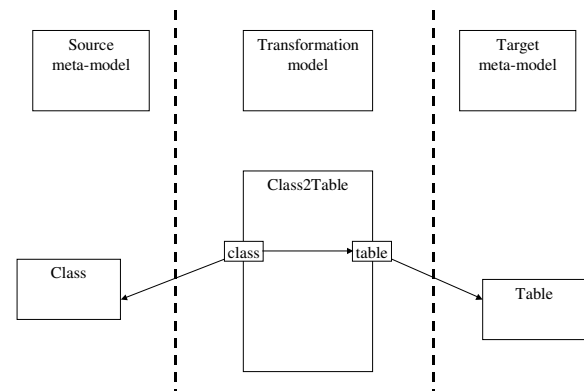 Source
meta-model
Transformation
model
Target
meta-model
Class2Table
class
table
Class
Table